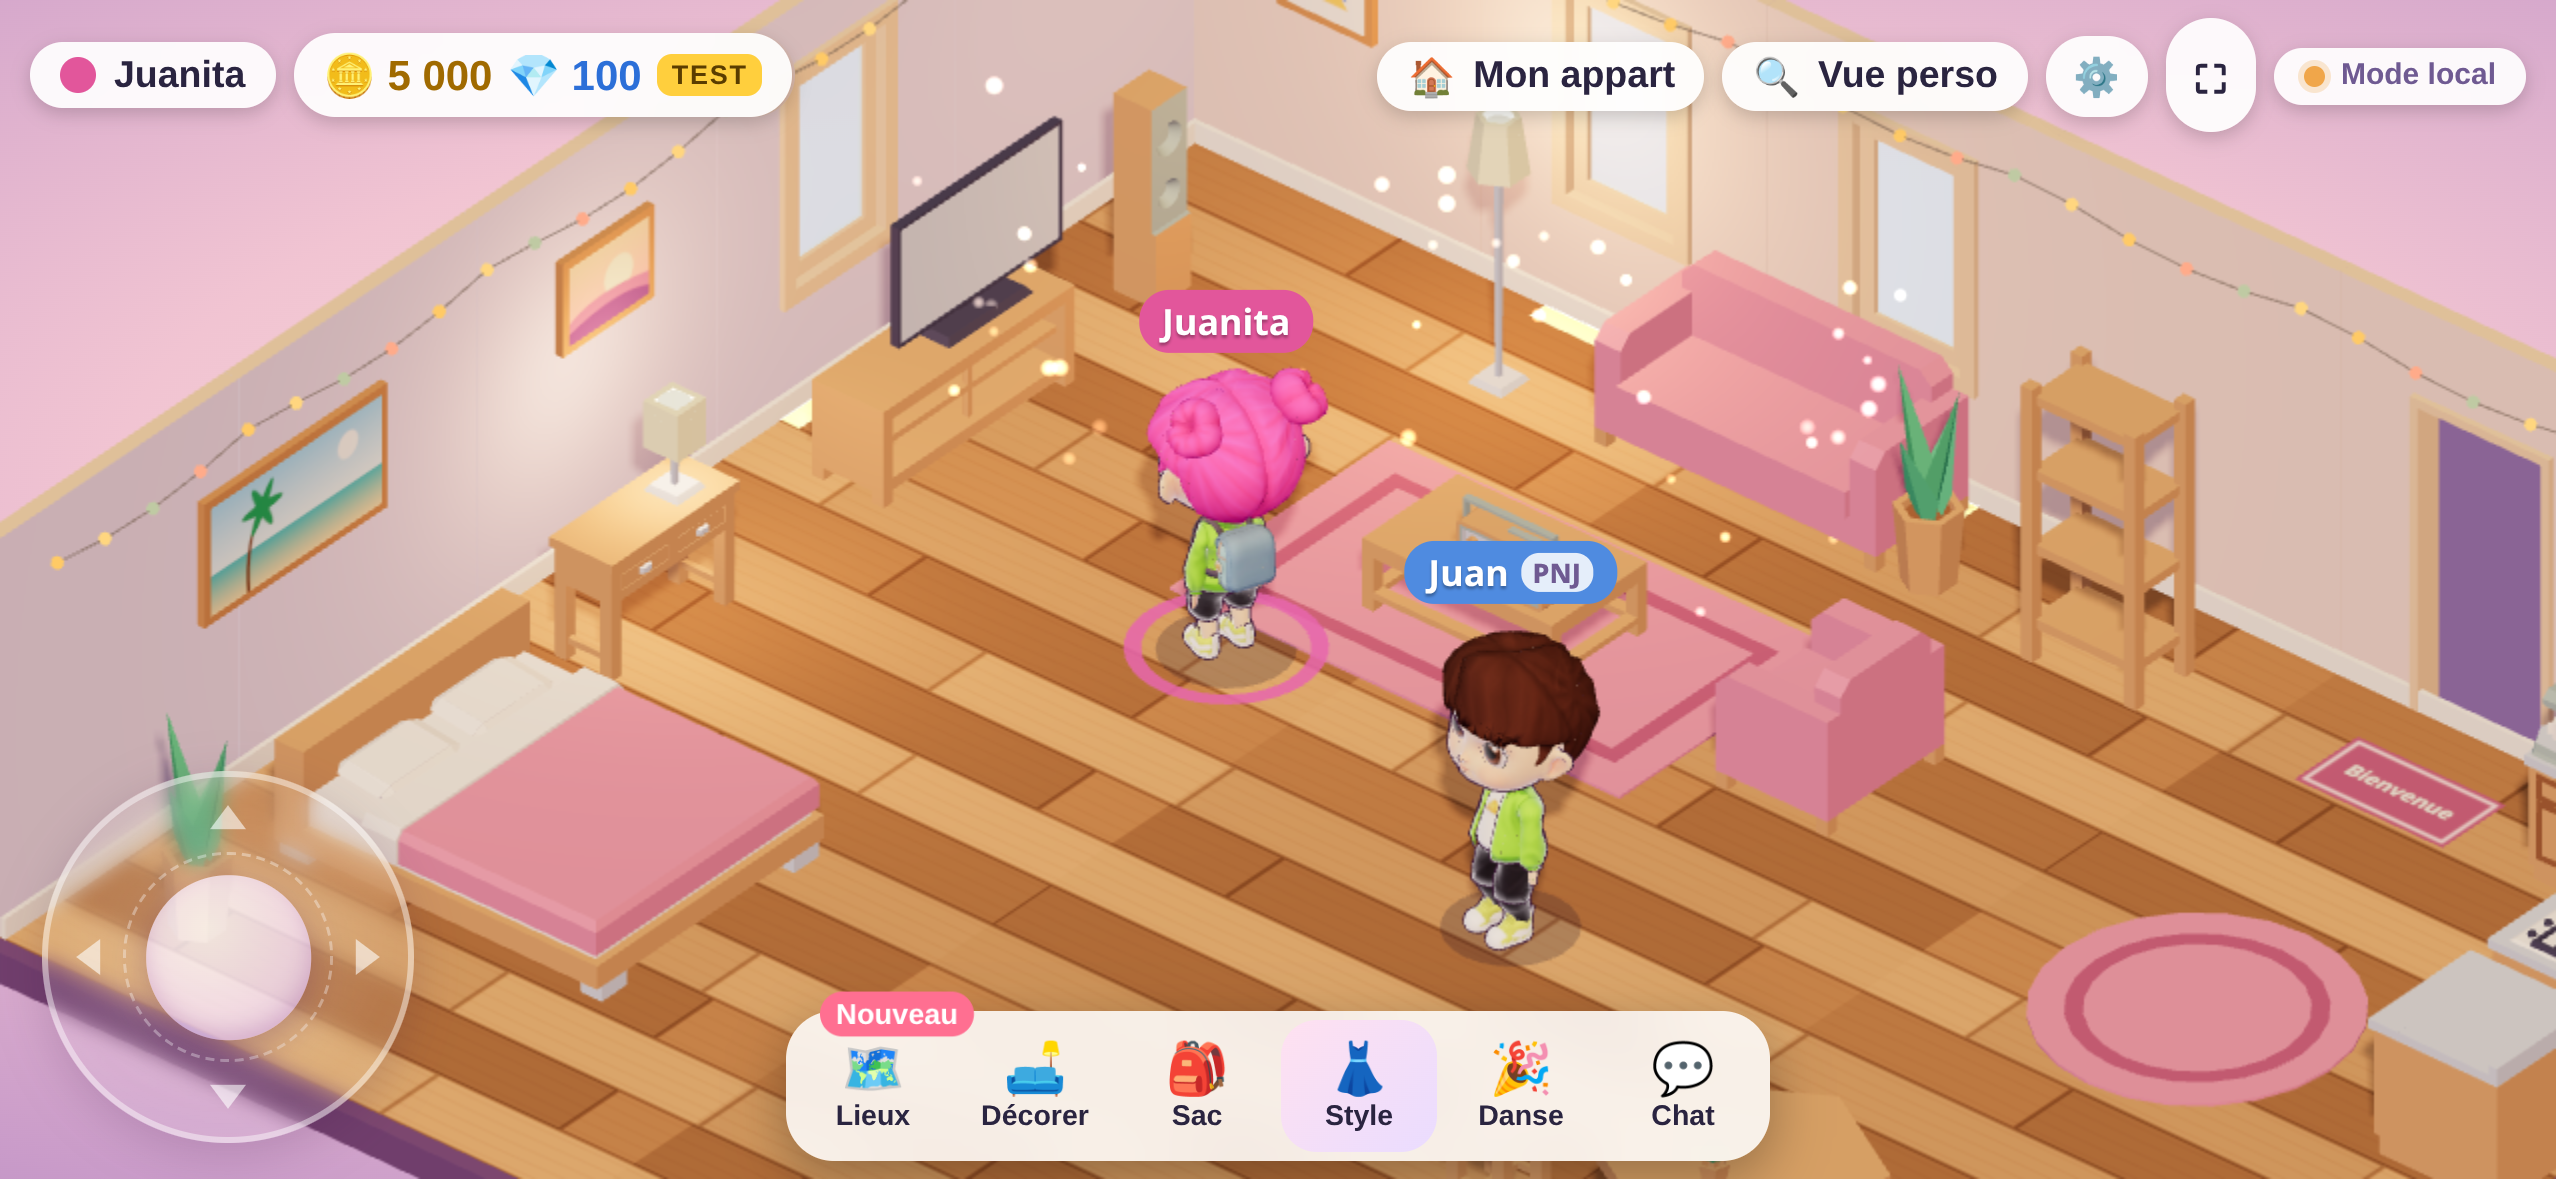 Juanita
5 000 100 TEST
Mon appart
Vue perso
Mode local
Juanita
Juan PNJ
Bienvenue
Nouveau
Lieux
Décorer
Sac
Style
Danse
Chat